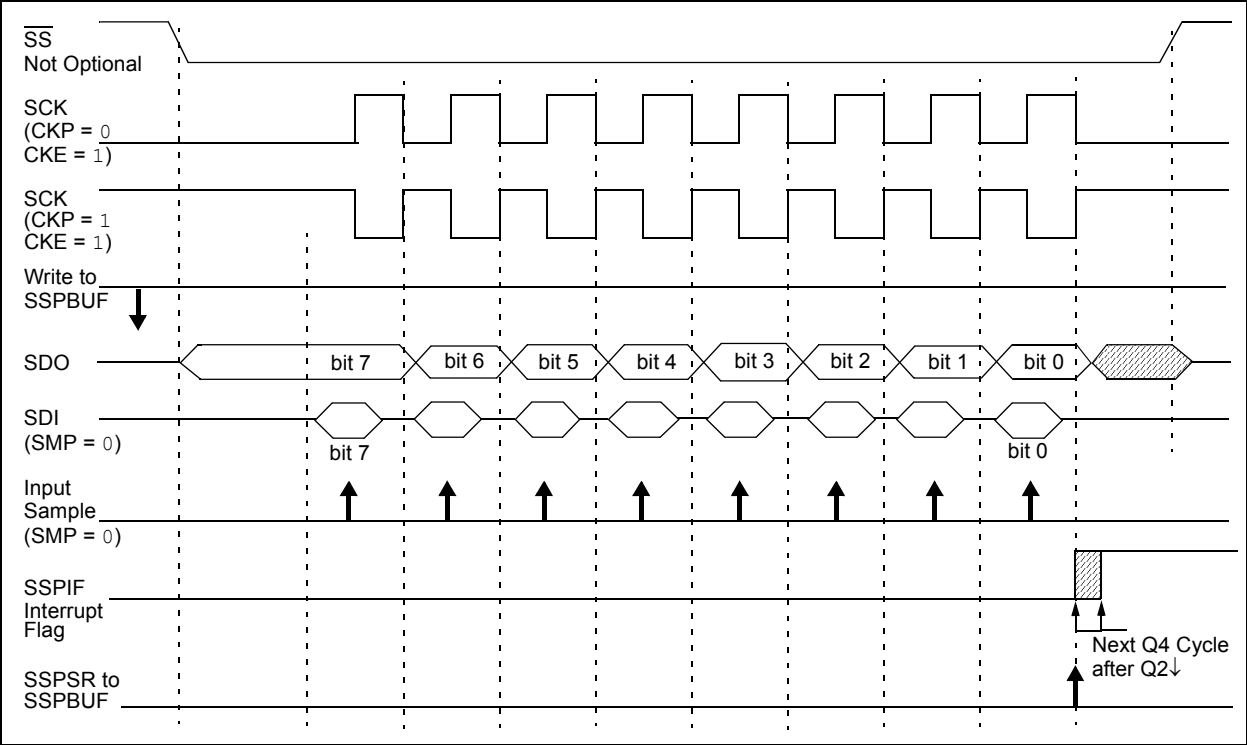 SS
Not Optional
SCK
(CKP = 0
CKE = 1)
SCK
(CKP = 1
CKE = 1)
Write to
SSPBUF
SDO
bit 7 bit 6 bit 5 bit 4 bit 3 bit 2 bit 1 bit 0
SDI
(SMP = 0)
bit 7 bit 0
Input
Sample
(SMP = 0)
SSPIF
Interrupt
Flag
Next Q4 Cycle
after Q2↓
SSPSR to
SSPBUF